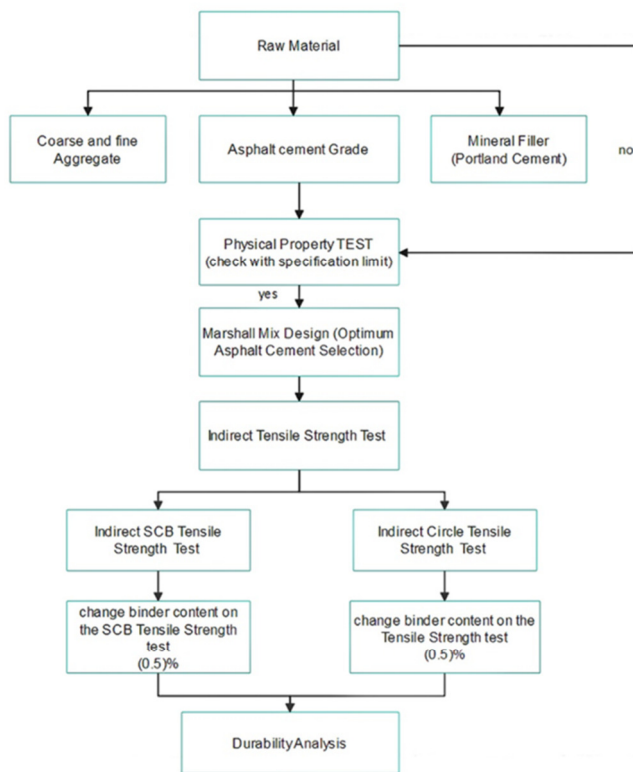 Raw Material
Coarse and fine
Aggregate
Asphalt cement Grade
Mineral Filler
(Portland Cement)
no
Physical Property TEST
(check with specification limit)
yes
Marshall Mix Design (Optimum
Asphalt Cement Selection)
Indirect Tensile Strength Test
Indirect SCB Tensile
Strength Test
Indirect Circle Tensile
Strength Test
change binder content on
the SCB Tensile Strength
test
(0.5)%
change binder content on the
Tensile Strength test
(0.5)%
Durability Analysis